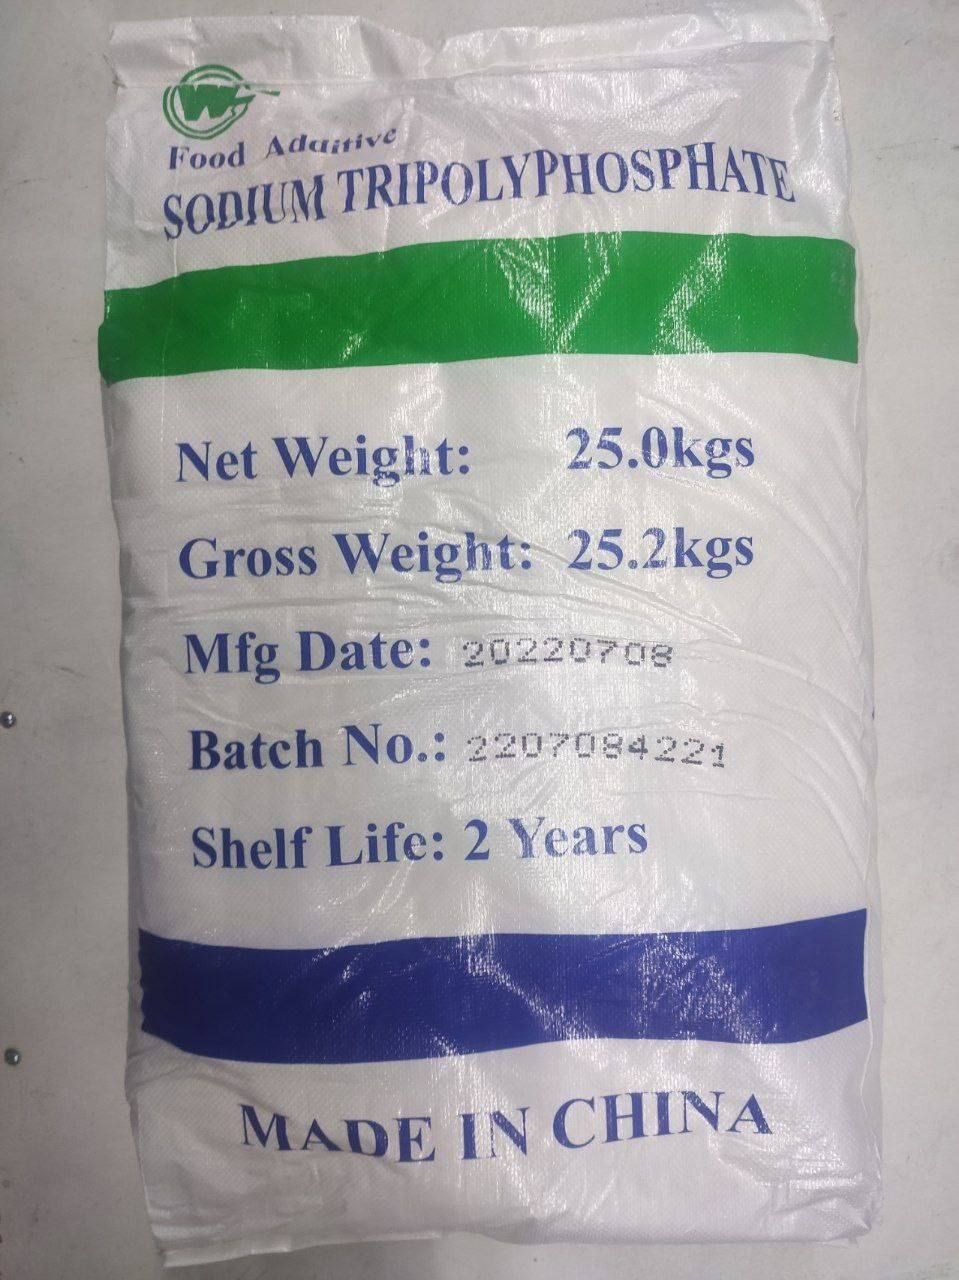 W
Food Additive
SODIUM TRIPOLYPHOSPHATE
Net Weight: 25.0kgs
Gross Weight: 25.2kgs
Mfg Date: 20220708
Batch No.: 2207084221
Shelf Life: 2 Years
MADE IN CHINA